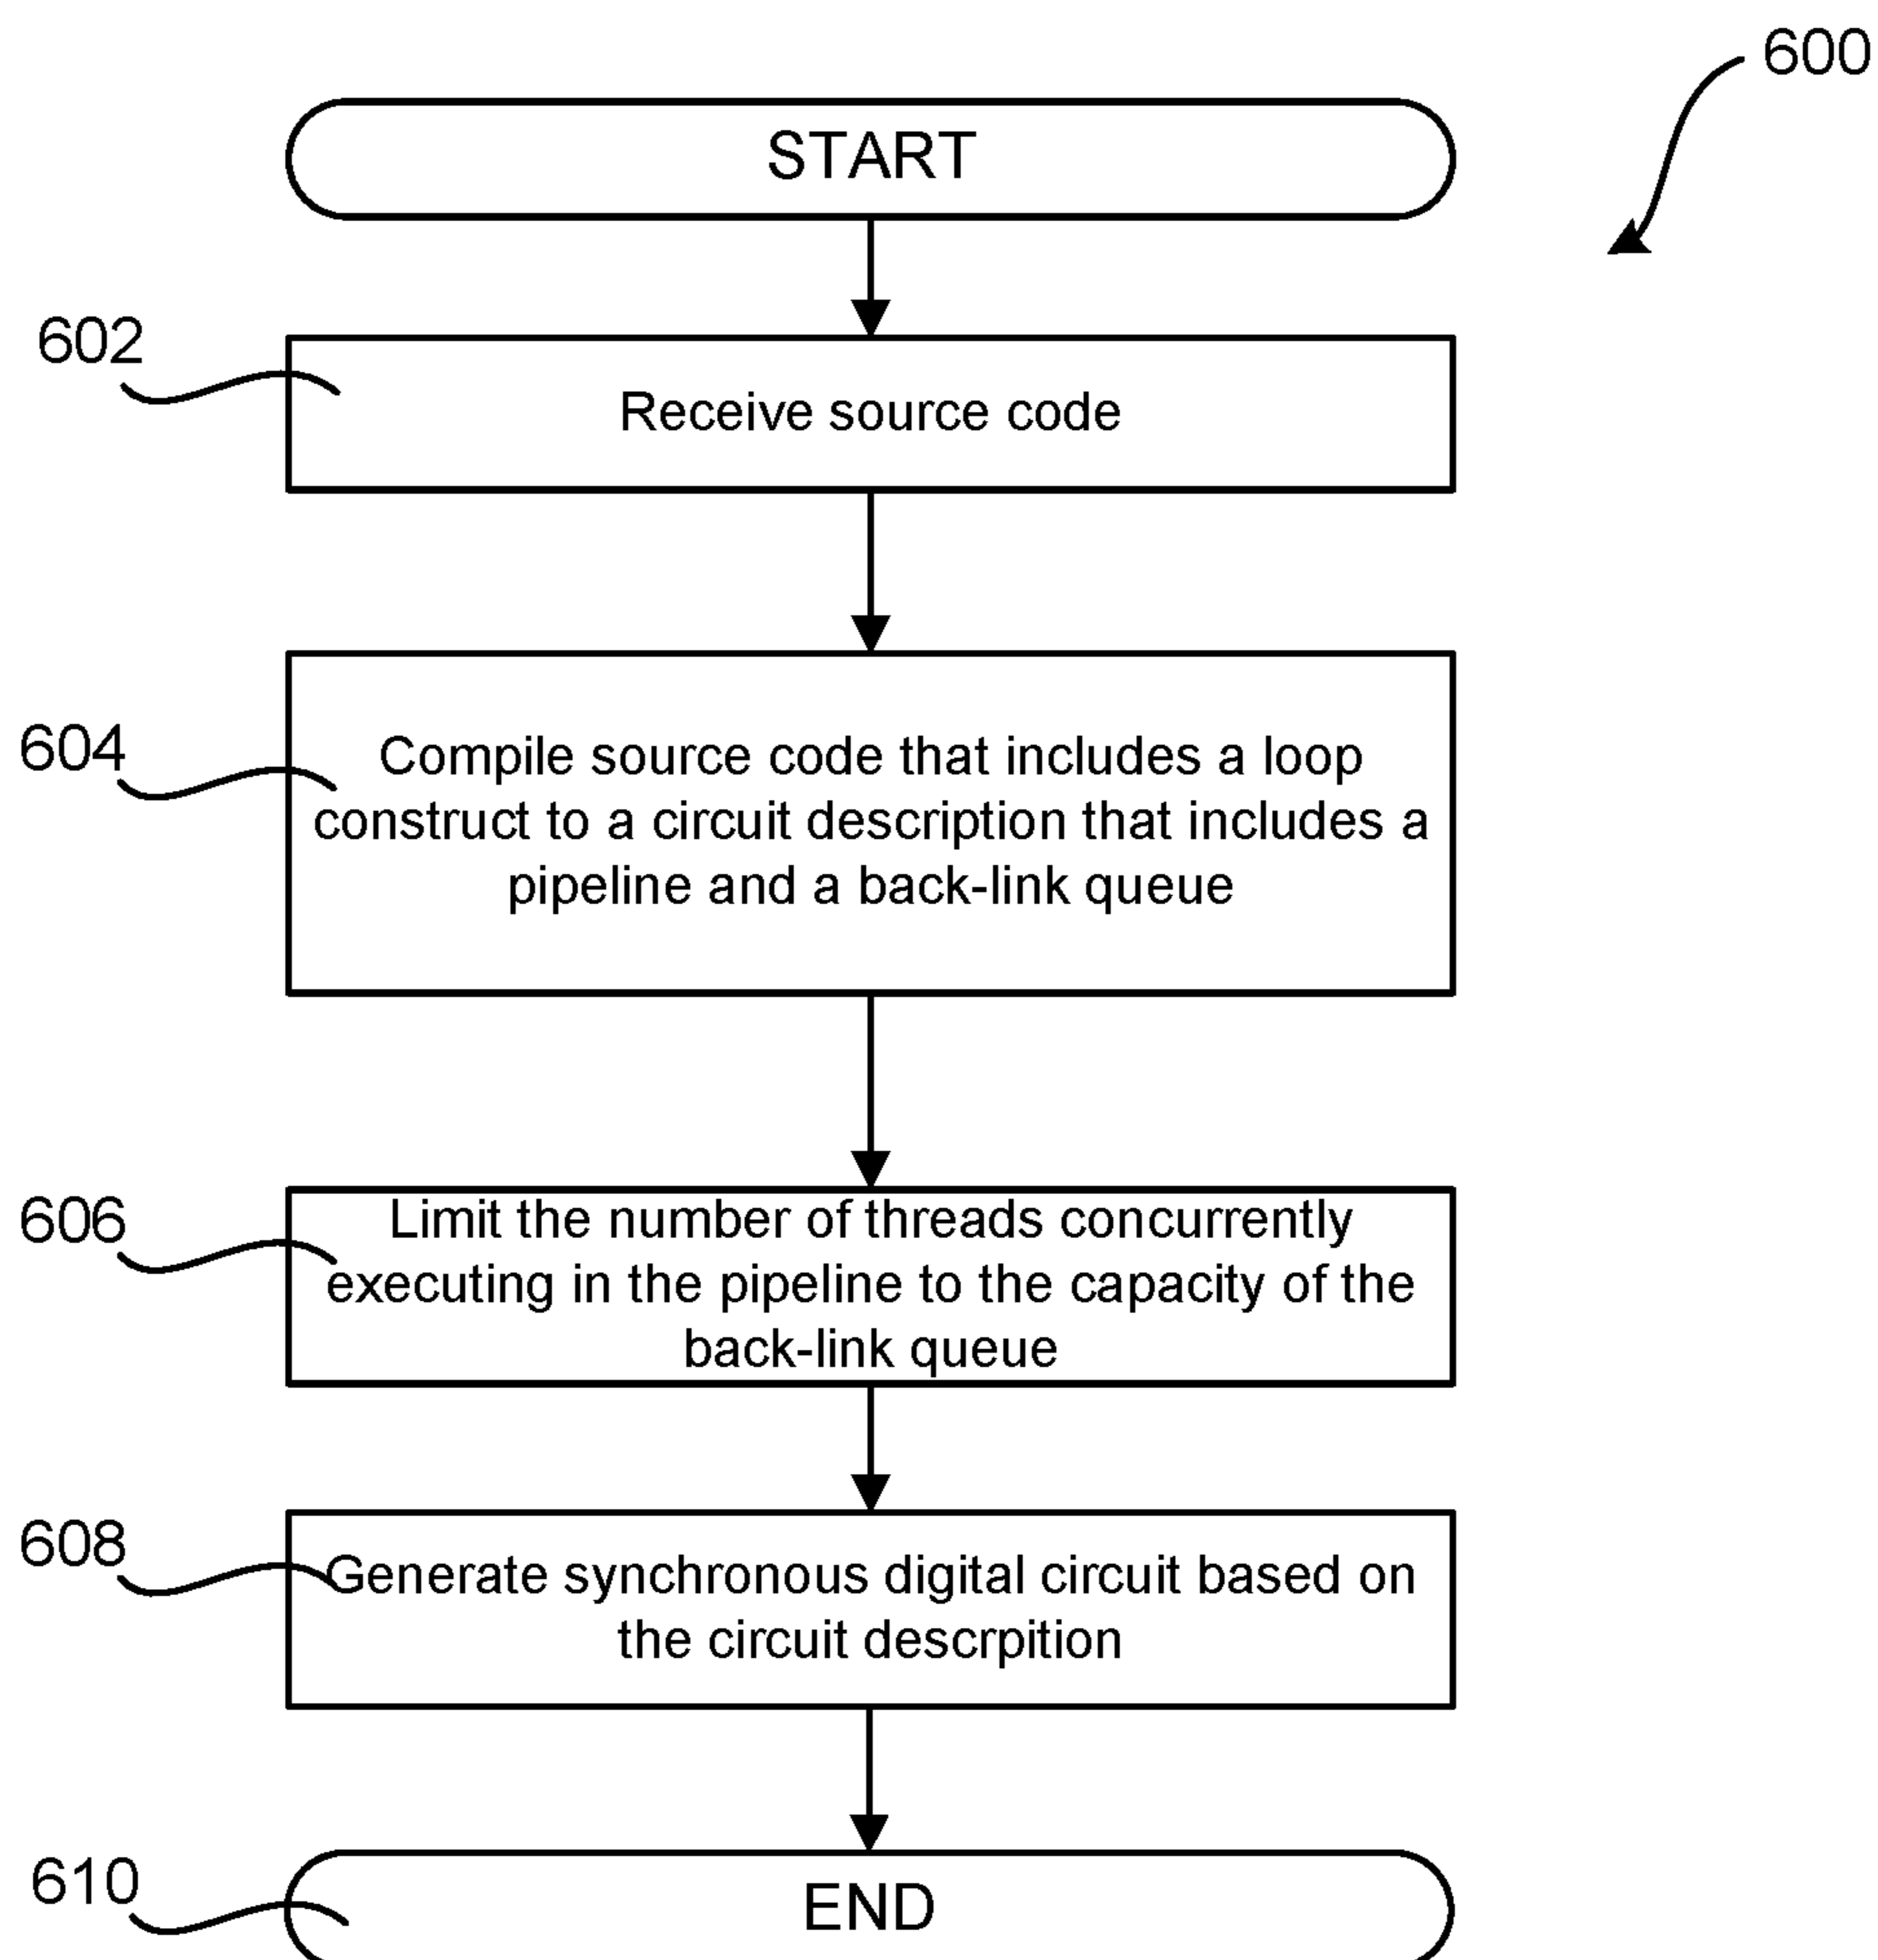 600
START
602
Receive source code
604
Compile source code that includes a loop
construct to a circuit description that includes a
pipeline and a back-link queue
606
Limit the number of threads concurrently
executing in the pipeline to the capacity of the
back-link queue
608
Generate synchronous digital circuit based on
the circuit descrpition
610
END